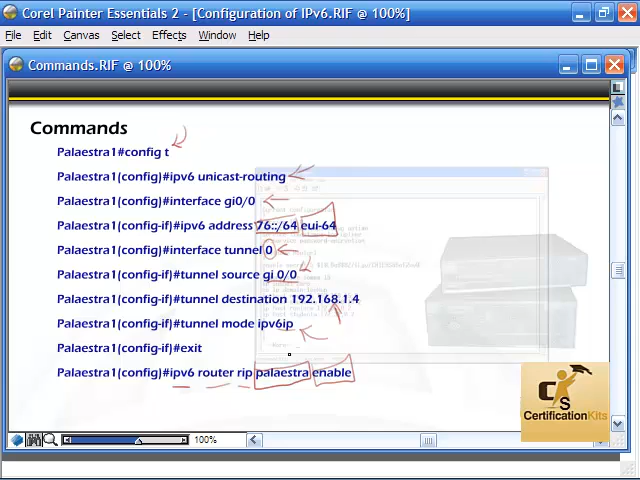 Corel Painter Essentials 2 - [Configuration of IPv6.RIF @ 100%]
File Edit Canvas Select Effects Window Help
Commands.RIF @ 100%
Commands
Palaestra1#config t
Palaestra1(config)#ipv6 unicast-routing
Palaestra1(config)#interface gi0/0
Palaestra1(config-if)#ipv6 address 76::/64 eui-64
Palaestra1(config-if)#interface tunnel 0
Palaestra1(config-if)#tunnel source gi 0/0
Palaestra1(config-if)#tunnel destination 192.168.1.4
Palaestra1(config-if)#tunnel mode ipv6ip
Palaestra1(config-if)#exit
Palaestra1(config)#ipv6 router rip palaestra enable
CS
CertificationKits
100%